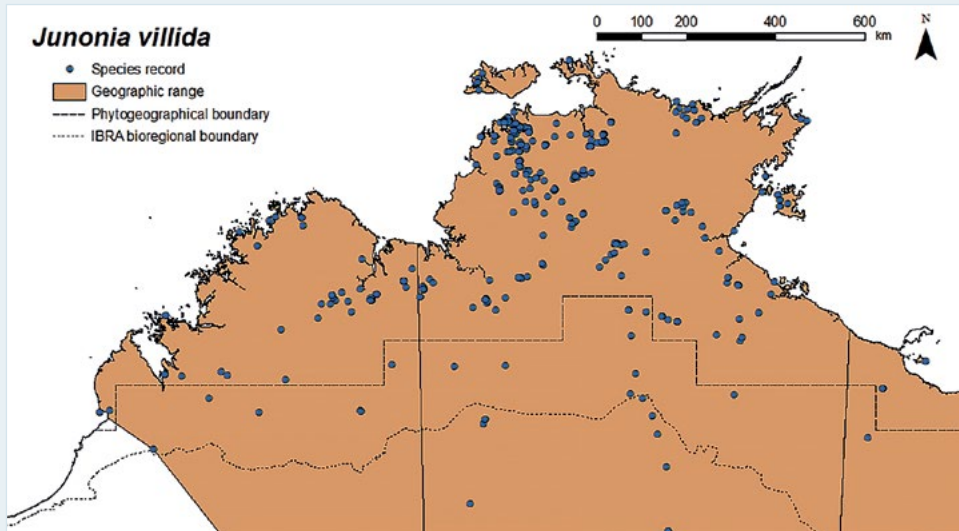 Junonia villida
Species record
Geographic range
Phytogeographical boundary
IBRA bioregional boundary
0 100 200 400 600
km
N